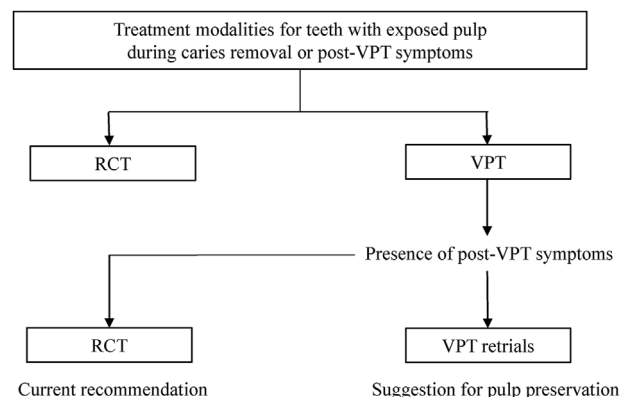 Treatment modalities for teeth with exposed pulp
during caries removal or post-VPT symptoms
RCT
VPT
Presence of post-VPT symptoms
RCT
VPT retrials
Current recommendation
Suggestion for pulp preservation